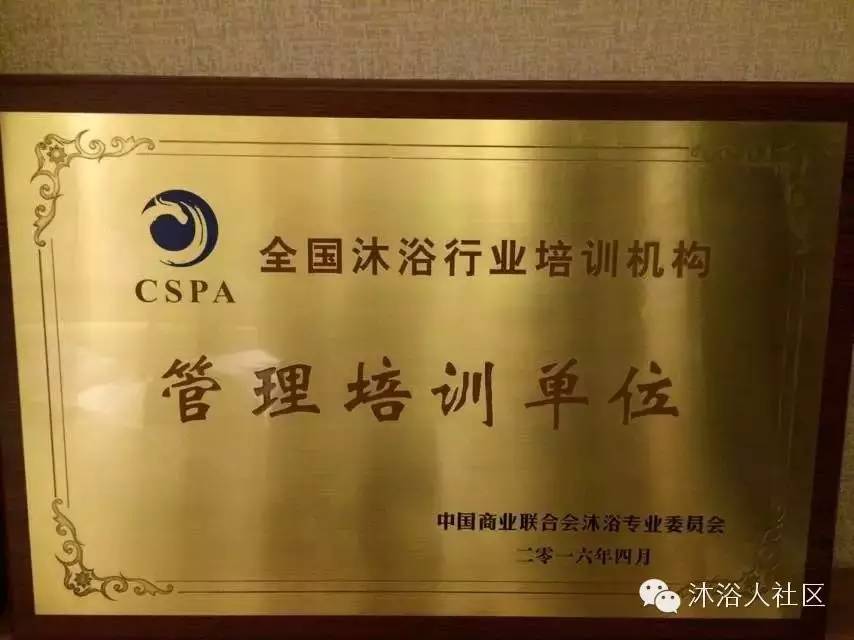 CSPA
全国沐浴行业培训机构
管理培训单位
中国商业联合会沐浴专业委员会
二零一六年四月
沐浴人社区